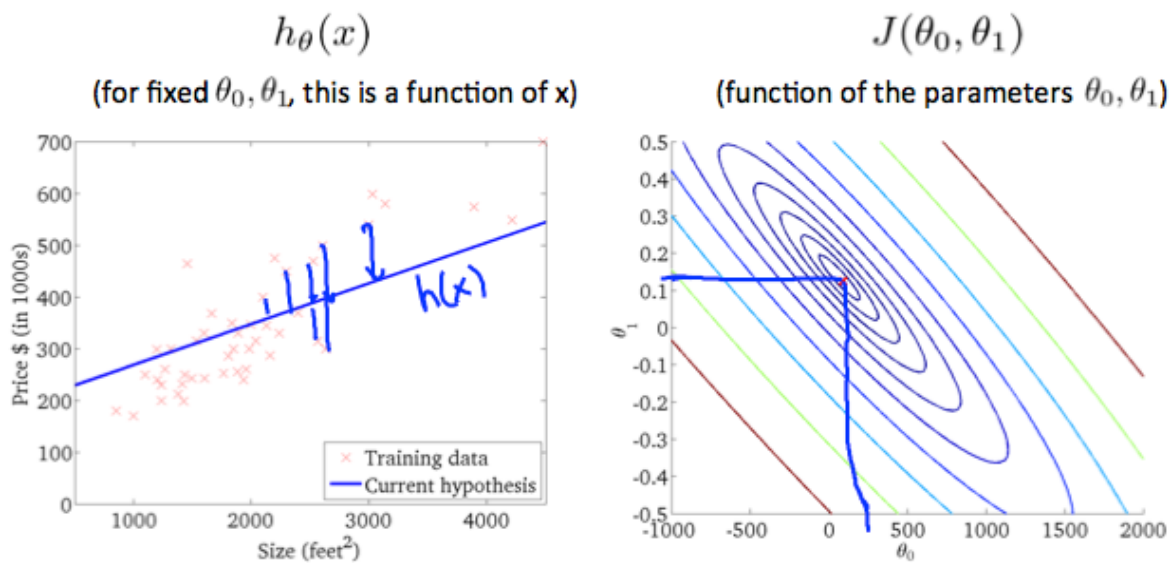 h_θ(x)
(for fixed θ₀, θ₁, this is a function of x)
700
600
500
400
300
200
100
0
Price $ (in 1000s)
1000 2000 3000 4000
Size (feet²)
h(x)
Training data
Current hypothesis
J(θ₀, θ₁)
(function of the parameters θ₀, θ₁)
0.5
0.4
0.3
0.2
0.1
0
-0.1
-0.2
-0.3
-0.4
-0.5
θ₁
-1000 -500 0 500 1000 1500 2000
θ₀